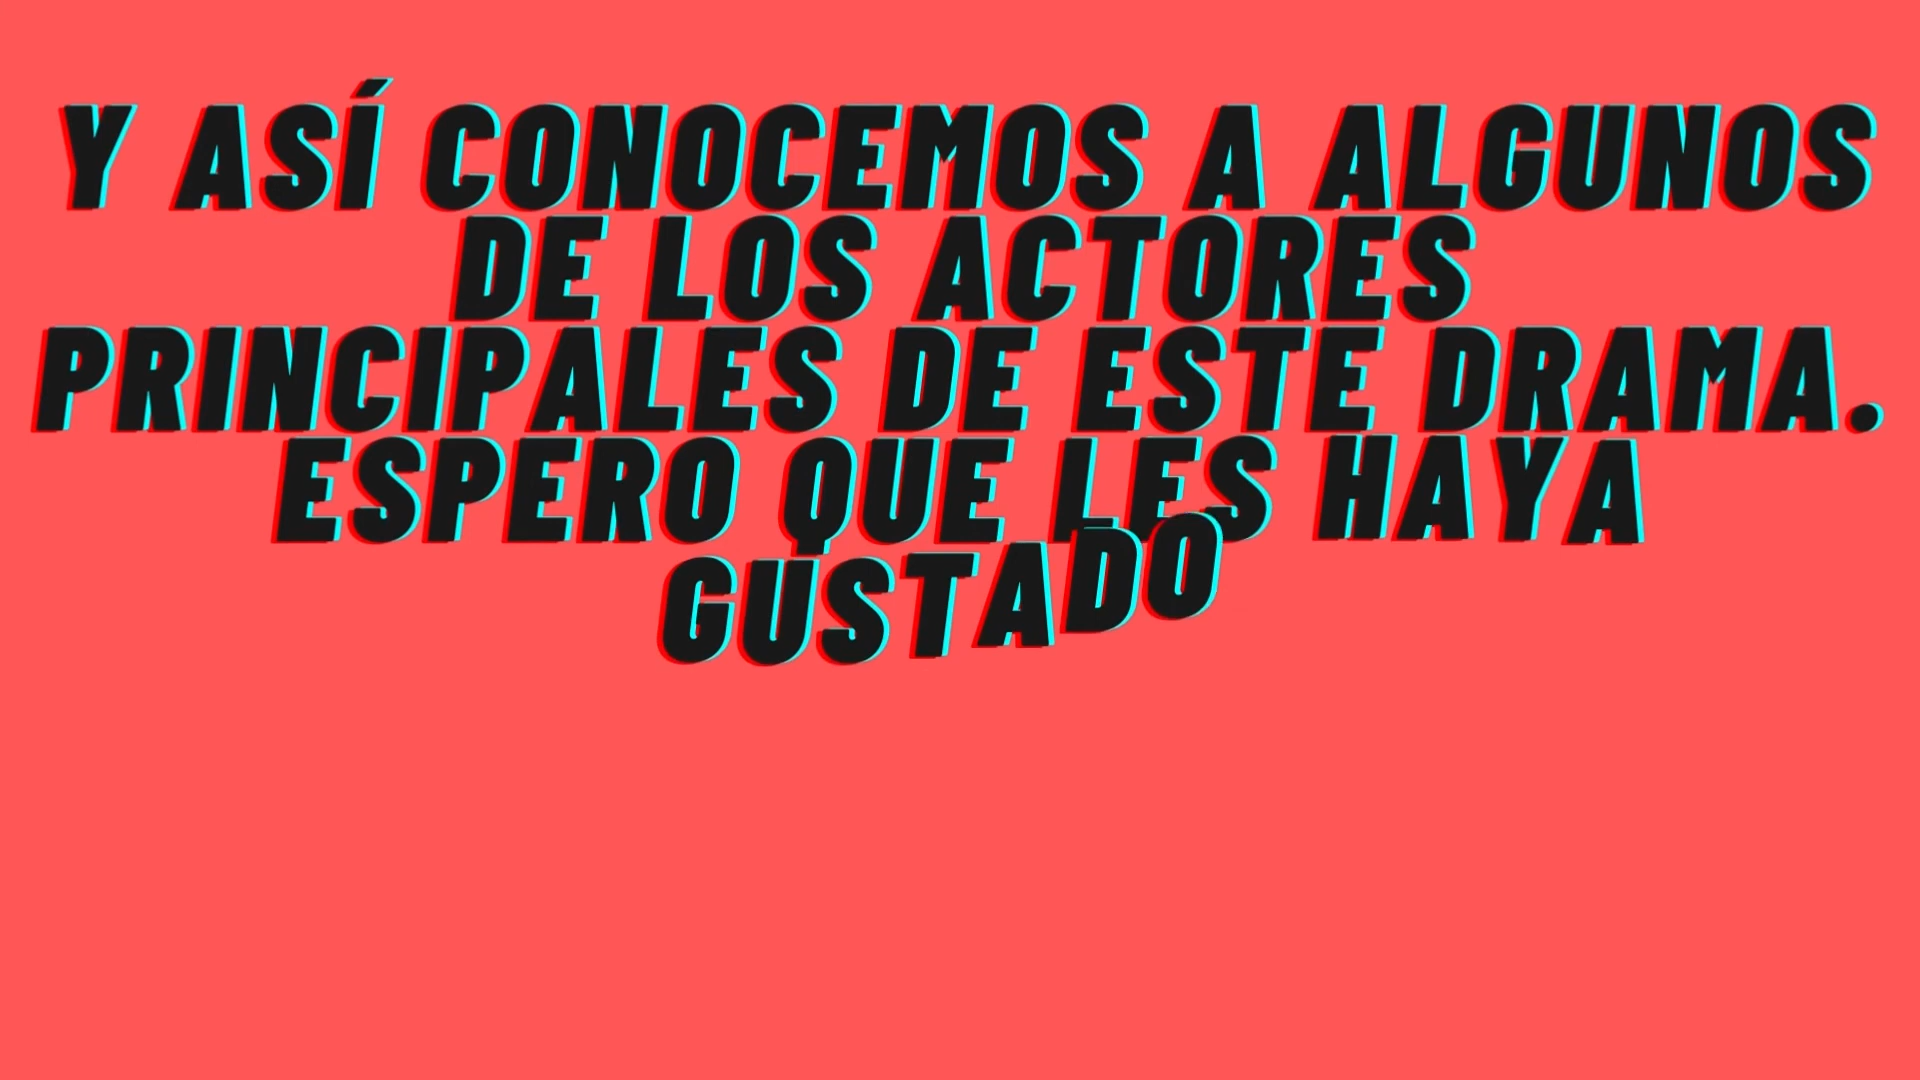 Y ASÍ CONOCEMOS A ALGUNOS
DE LOS ACTORES
PRINCIPALES DE ESTE DRAMA.
ESPERO QUE LES HAYA
GUSTADO